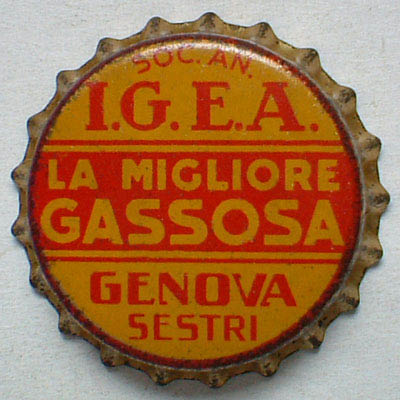 SOC. AN.
I.G.E.A.
LA MIGLIORE
GASSOSA
GENOVA
SESTRI